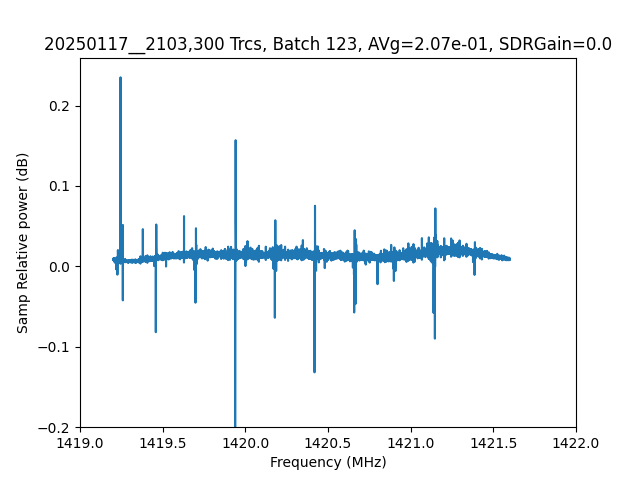 20250117__2103,300 Trcs, Batch 123, AVg=2.07e-01, SDRGain=0.0
Samp Relative power (dB)
0.2
0.1
0.0
−0.1
−0.2
1419.0 1419.5 1420.0 1420.5 1421.0 1421.5 1422.0
Frequency (MHz)